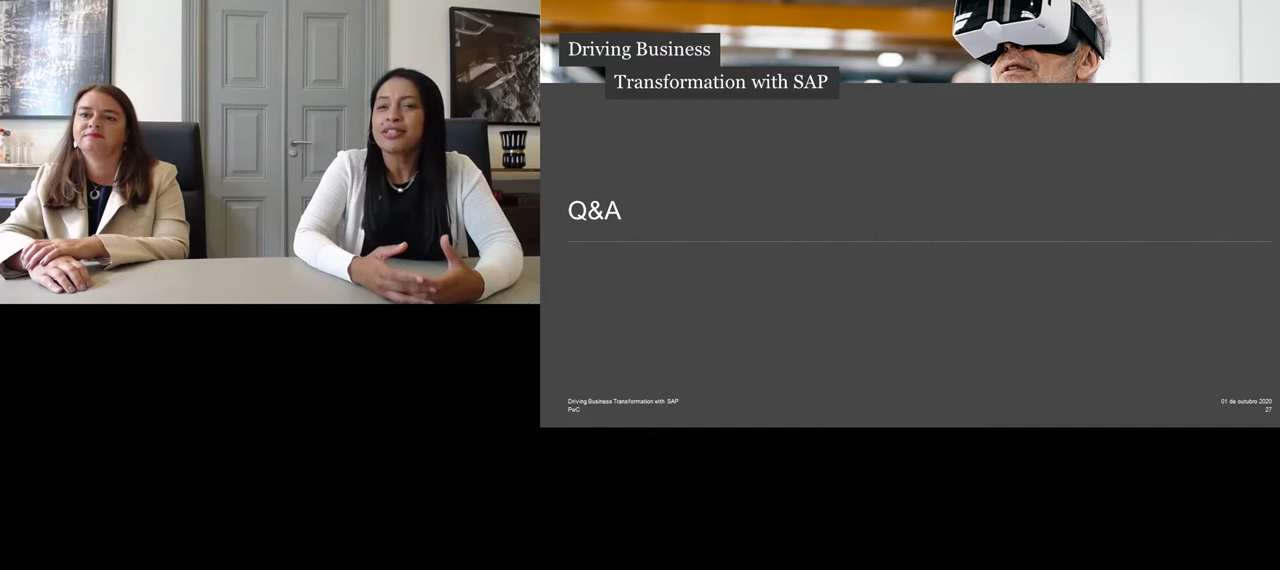 Driving Business
Transformation with SAP
Q&A
Driving Business Transformation with SAP
PwC
01 de outubro 2020
27